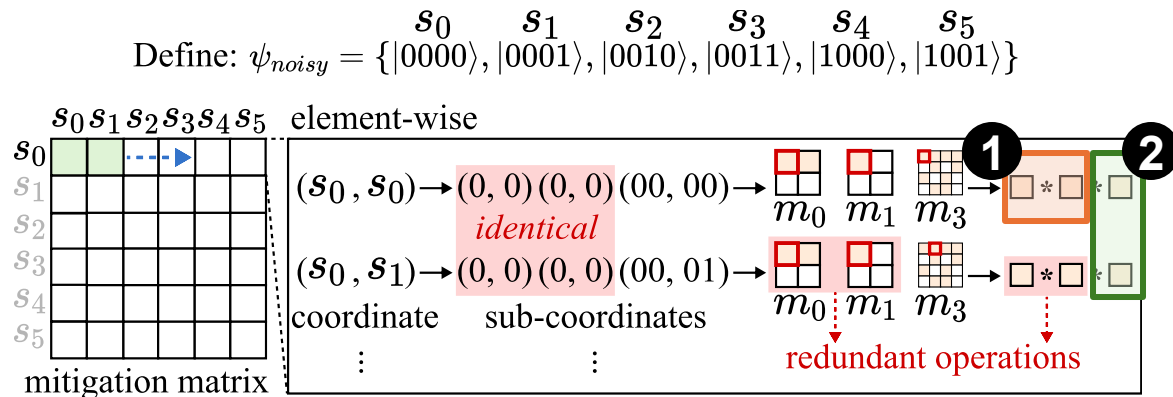 s0 s1 s2 s3 s4 s5
Define: ψnoisy = {|0000⟩, |0001⟩, |0010⟩, |0011⟩, |1000⟩, |1001⟩}
s0 s1 s2 s3 s4 s5
element-wise
1 2
s0
(s0, s0) (0, 0) (0, 0) (00, 00) * *
m0 m1 m3
s1
identical
s2
s3
(s0, s1) (0, 0) (0, 0) (00, 01) * *
m0 m1 m3
s4
coordinate sub-coordinates
s5
⋮ ⋮
redundant operations
mitigation matrix